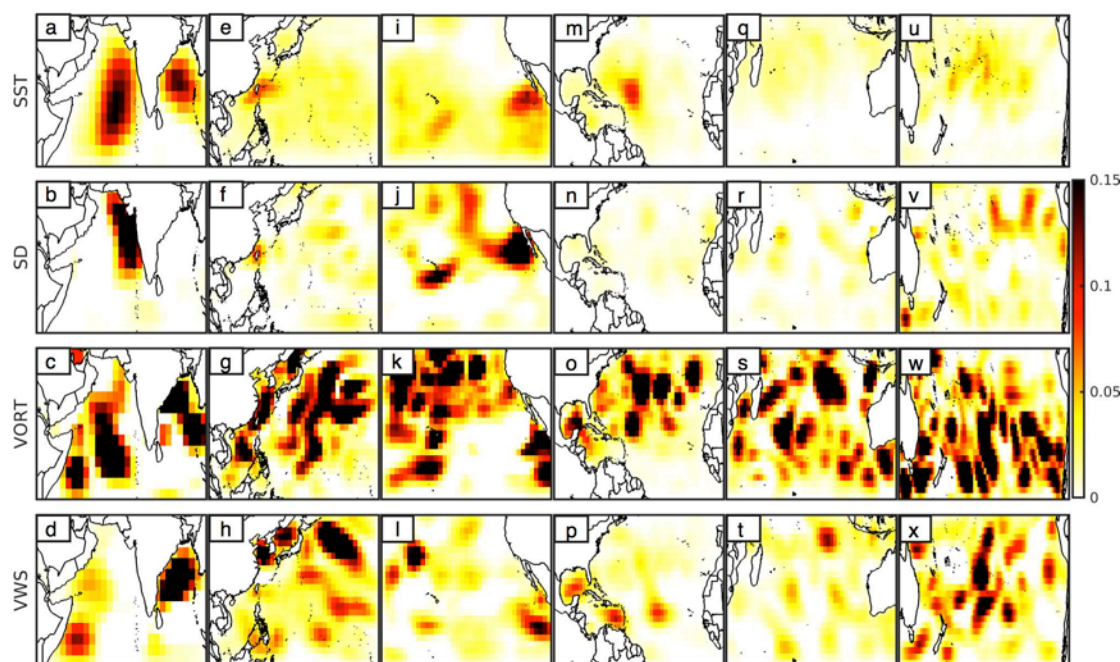 a e i m q u
SST
b f j n r v
SD
0.15
0.1
c g k o s w
VORT
0.05
0
d h l p t x
VWS